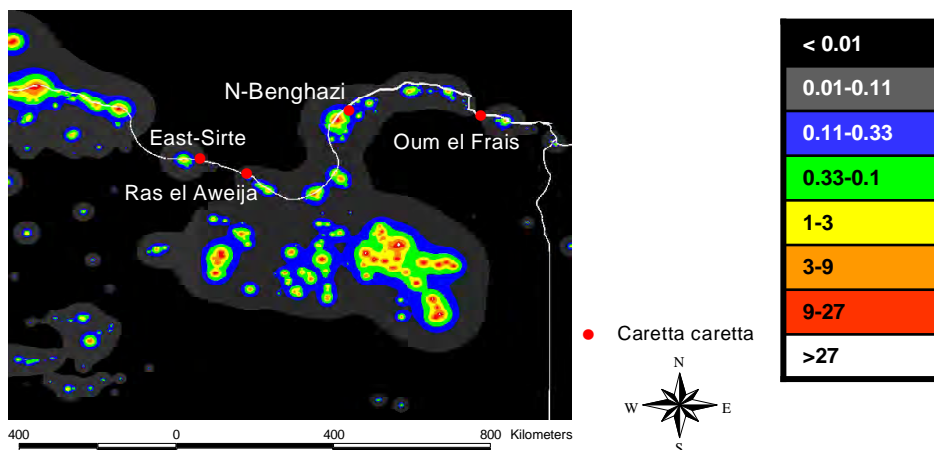 N-Benghazi
East-Sirte
Oum el Frais
Ras el Aweija
< 0.01
0.01-0.11
0.11-0.33
0.33-0.1
1-3
3-9
9-27
>27
Caretta caretta
N
W E
S
400 0 400 800 Kilometers